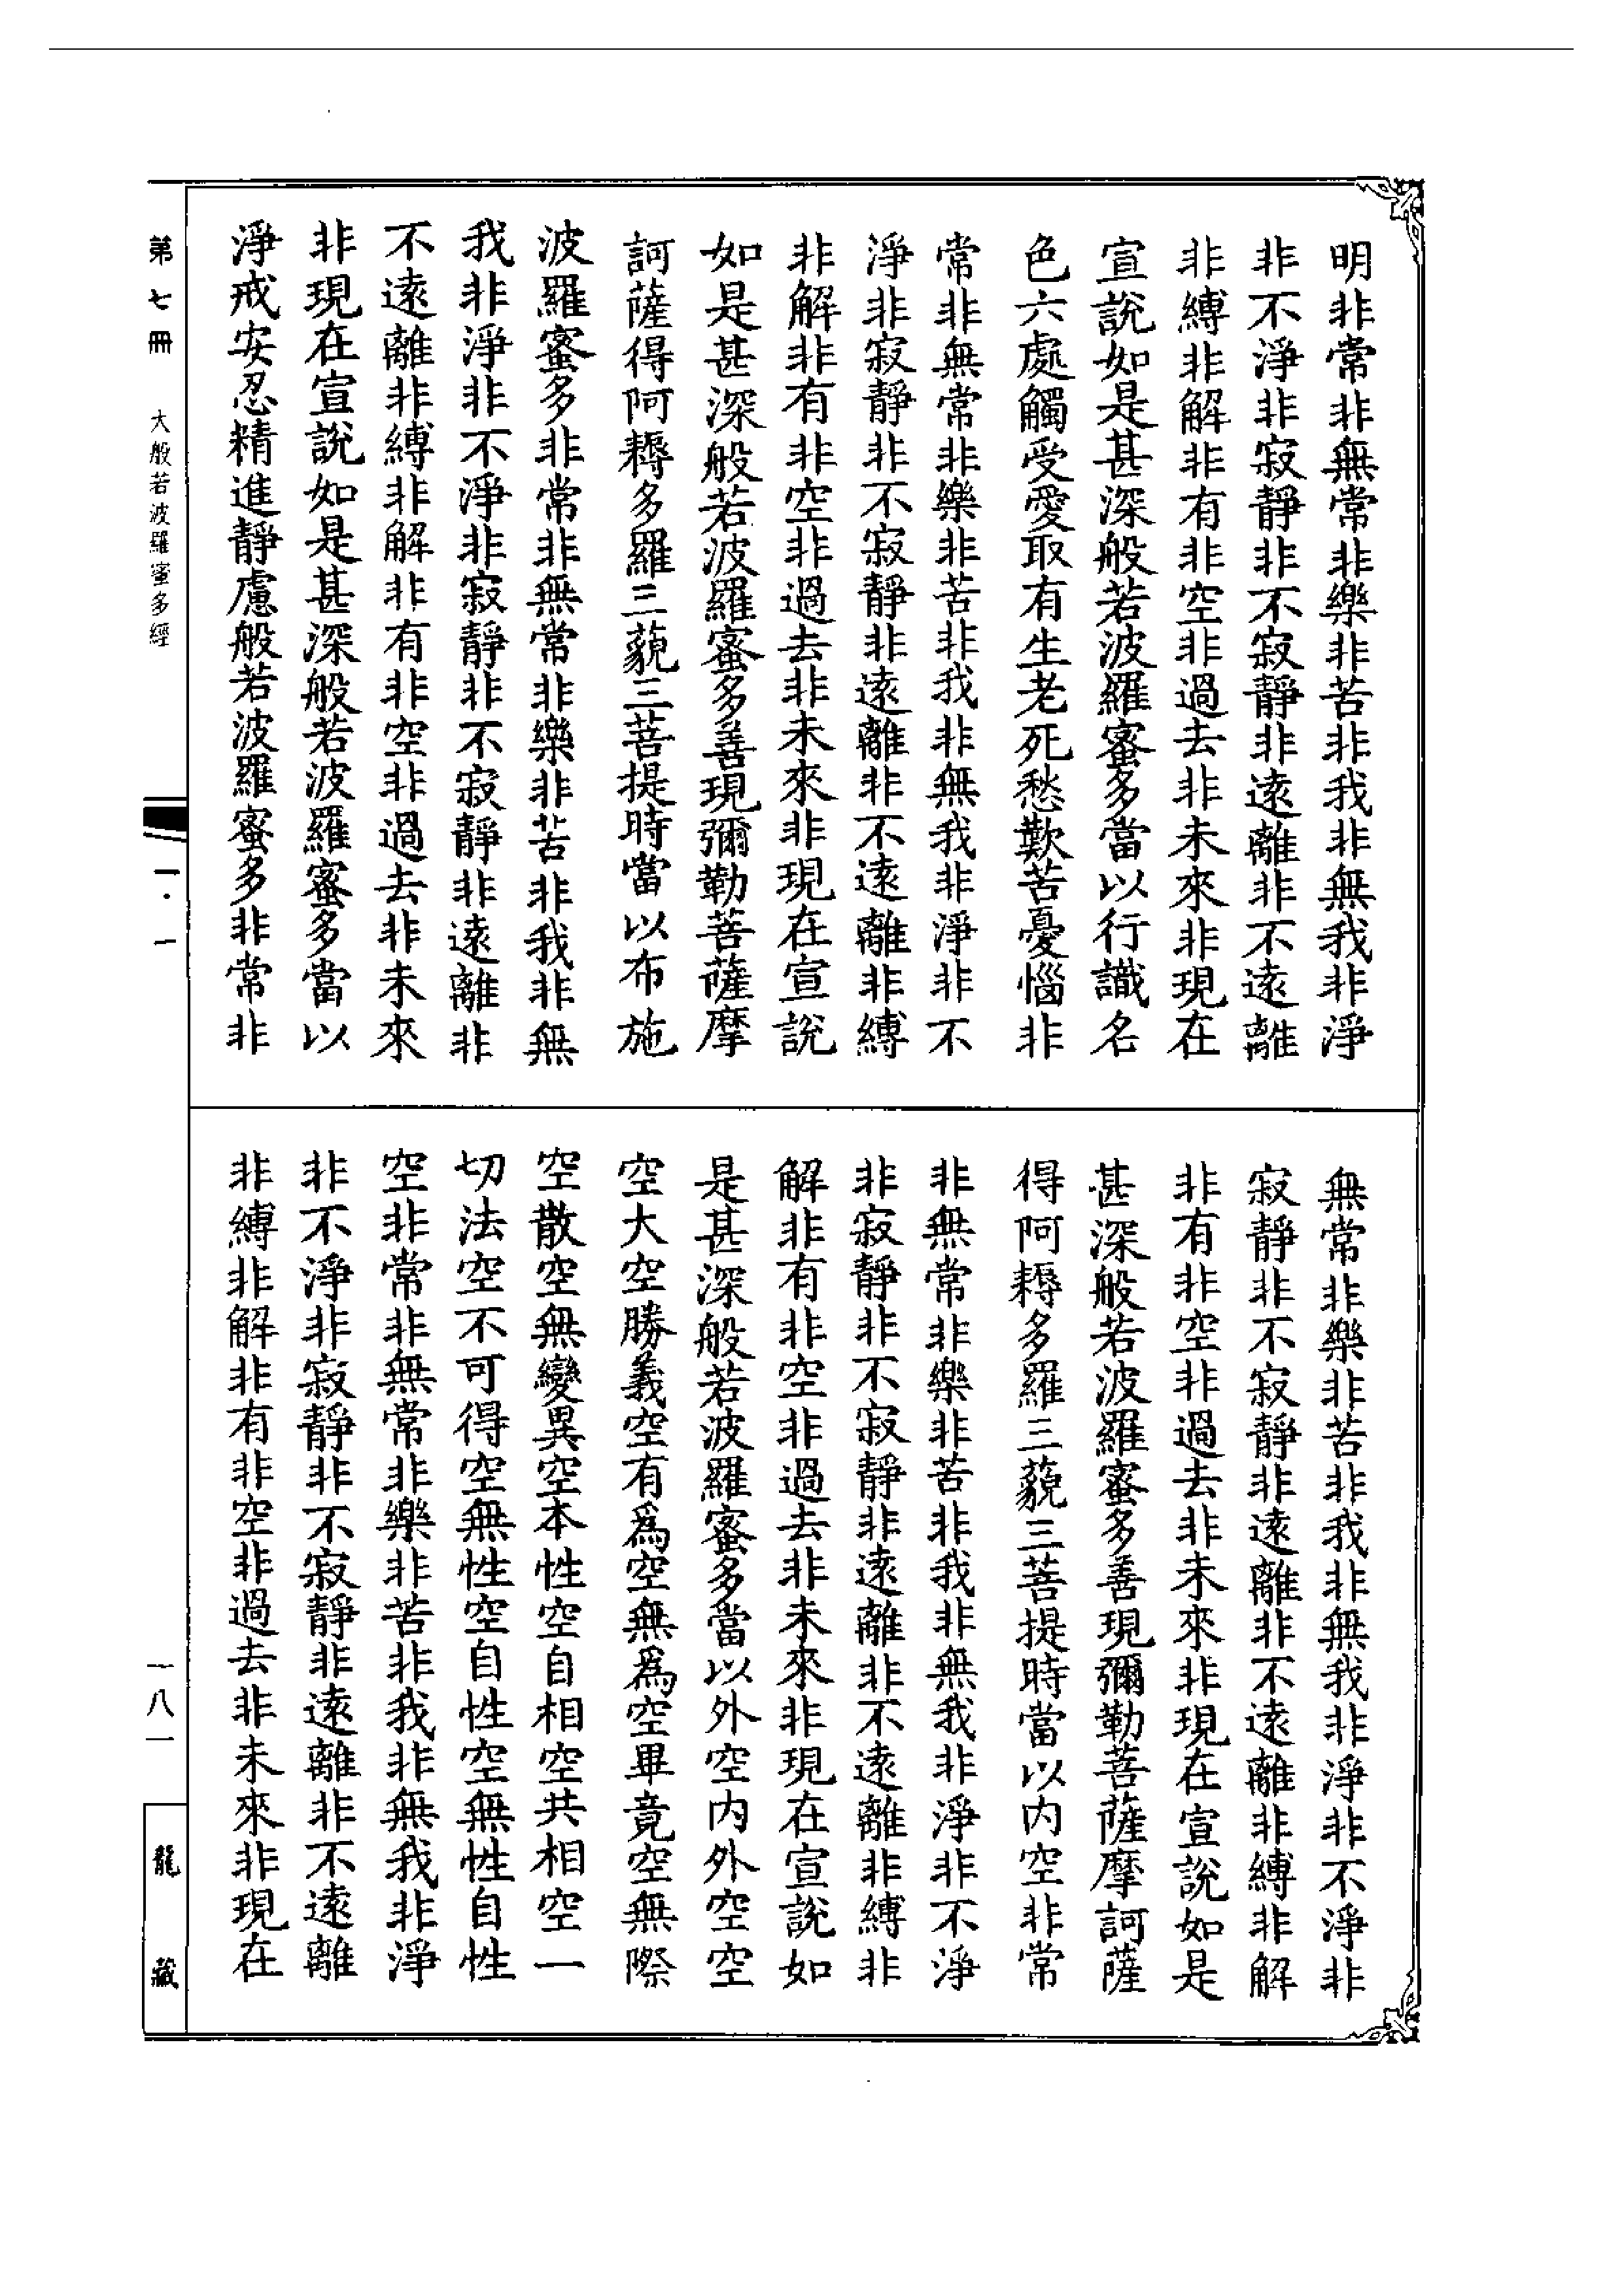 明非常非無常非樂非苦非我非無我非淨
非不淨非寂靜非不寂靜非遠離非不遠離
非縛非解非有非空非過去非未來非現在
宣說如是甚深般若波羅蜜多當以行識名
色六處觸受愛取有生老死愁歎苦憂惱非
常非無常非樂非苦非我非無我非淨非不
淨非寂靜非不寂靜非遠離非不遠離非縛
非解非有非空非過去非未來非現在宣說
如是甚深般若波羅蜜多善現彌勒菩薩摩
訶薩得阿耨多羅三藐三菩提時當以布施
波羅蜜多非常非無常非樂非苦非我非無
我非淨非不淨非寂靜非不寂靜非遠離非
不遠離非縛非解非有非空非過去非未來
非現在宣說如是甚深般若波羅蜜多當以
淨戒安忍精進靜慮般若波羅蜜多非常非
無常非樂非苦非我非無我非淨非不淨非
寂靜非不寂靜非遠離非不遠離非縛非解
非有非空非過去非未來非現在宣說如是
甚深般若波羅蜜多善現彌勒菩薩摩訶薩
得阿耨多羅三藐三菩提時當以内空非常
非無常非樂非苦非我非無我非淨非不淨
非寂靜非不寂靜非遠離非不遠離非縛非
解非有非空非過去非未來非現在宣說如
是甚深般若波羅蜜多當以外空内外空空
空大空勝義空有爲空無爲空畢竟空無際
空散空無變異空本性空自相空共相空一
切法空不可得空無性空自性空無性自性
空非常非無常非樂非苦非我非無我非淨
非不淨非寂靜非不寂靜非遠離非不遠離
非縛非解非有非空非過去非未來非現在
第七冊 大般若波羅蜜多經
一·一
一八一
龍藏